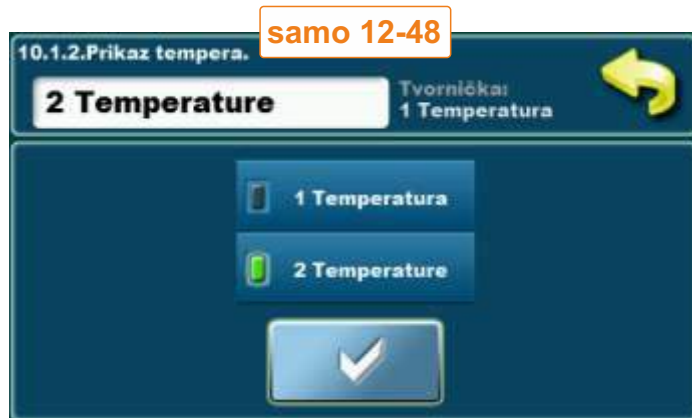 samo 12-48
10.1.2.Prikaz tempera.
2 Temperature
Tvornička:
1 Temperatura
1 Temperatura
2 Temperature